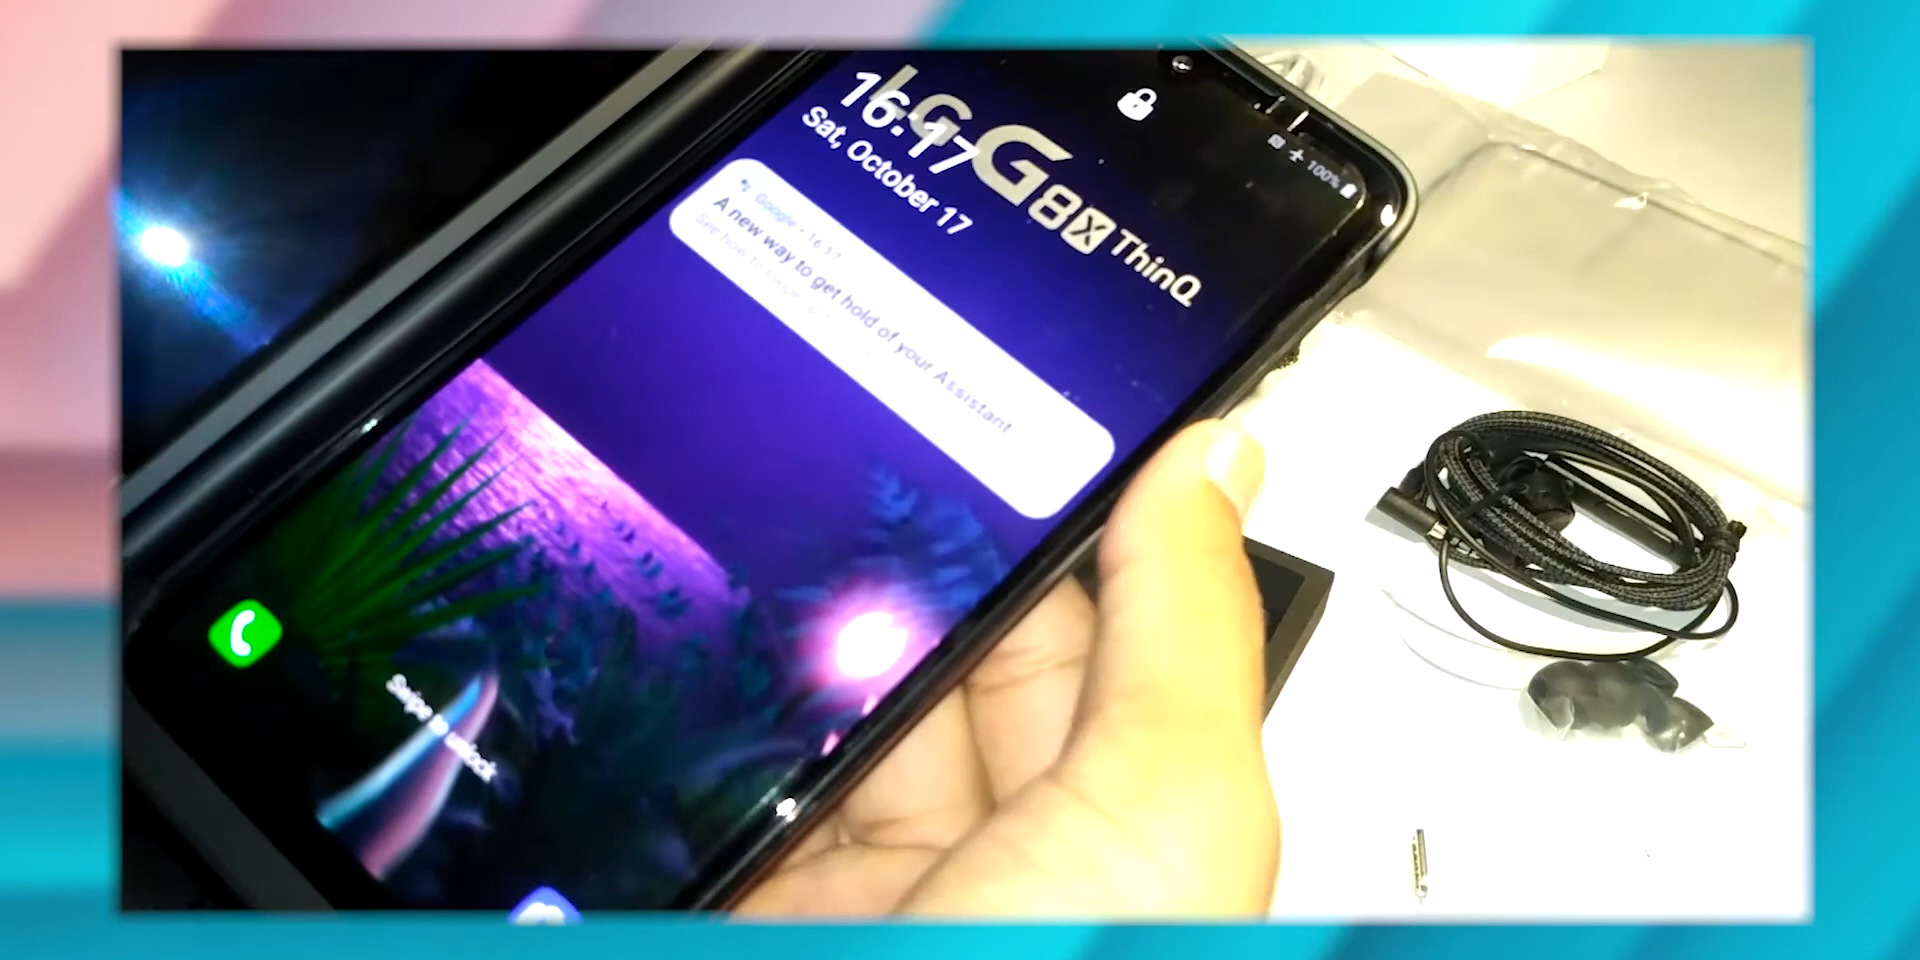 16:17
LG G8X ThinQ
100%
Sat, October 17
Google • 16:17
A new way to get hold of your Assistant
Swipe to unlock